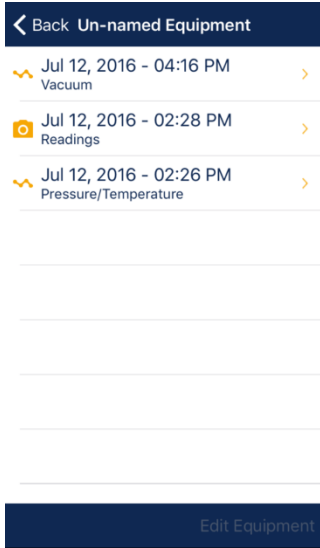 Back Un-named Equipment
Jul 12, 2016 - 04:16 PM
Vacuum
Jul 12, 2016 - 02:28 PM
Readings
Jul 12, 2016 - 02:26 PM
Pressure/Temperature
Edit Equipment